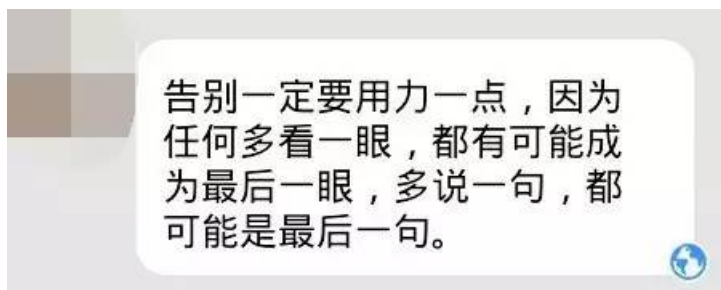 告别一定要用力一点，因为
任何多看一眼，都有可能成
为最后一眼，多说一句，都
可能是最后一句。